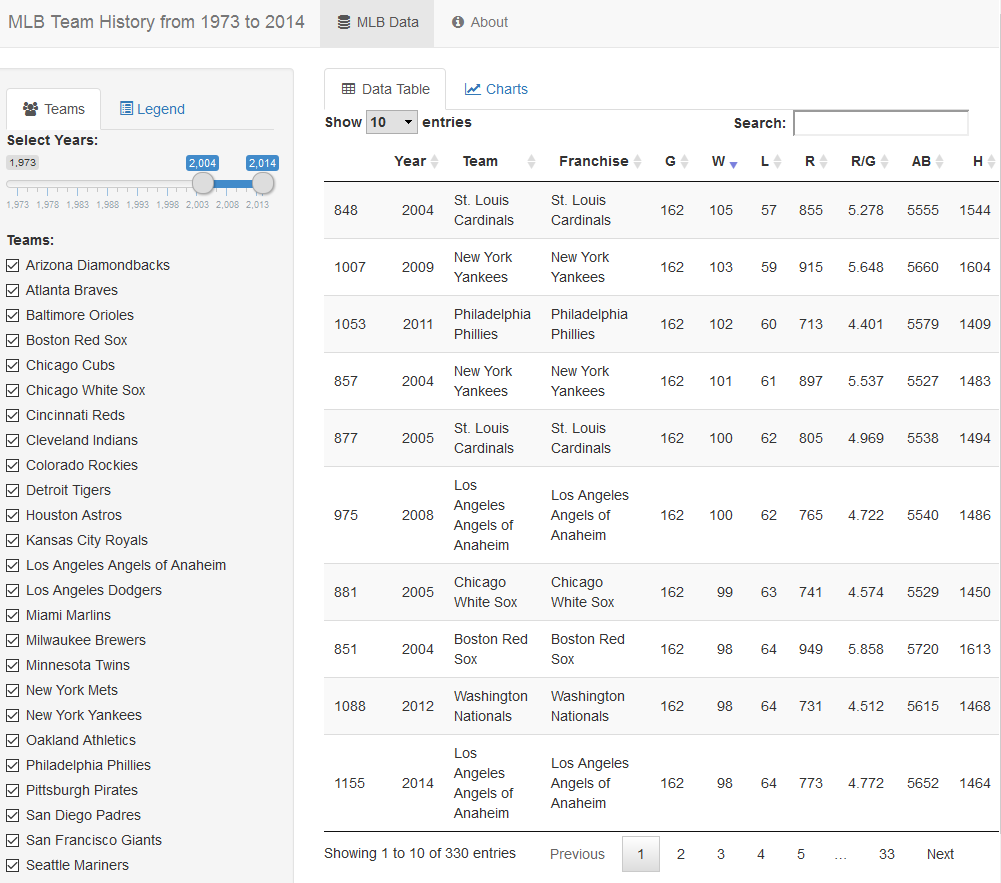 MLB Team History from 1973 to 2014 MLB Data About
Teams Legend
Select Years:
1,973 2,004 2,014
1,973 1,978 1,983 1,988 1,993 1,998 2,003 2,008 2,013
Teams:
Arizona Diamondbacks
Atlanta Braves
Baltimore Orioles
Boston Red Sox
Chicago Cubs
Chicago White Sox
Cincinnati Reds
Cleveland Indians
Colorado Rockies
Detroit Tigers
Houston Astros
Kansas City Royals
Los Angeles Angels of Anaheim
Los Angeles Dodgers
Miami Marlins
Milwaukee Brewers
Minnesota Twins
New York Mets
New York Yankees
Oakland Athletics
Philadelphia Phillies
Pittsburgh Pirates
San Diego Padres
San Francisco Giants
Seattle Mariners
Data Table Charts
Show 10 entries Search:
Year Team Franchise G W L R R/G AB H
848 2004 St. Louis Cardinals St. Louis Cardinals 162 105 57 855 5.278 5555 1544
1007 2009 New York Yankees New York Yankees 162 103 59 915 5.648 5660 1604
1053 2011 Philadelphia Phillies Philadelphia Phillies 162 102 60 713 4.401 5579 1409
857 2004 New York Yankees New York Yankees 162 101 61 897 5.537 5527 1483
877 2005 St. Louis Cardinals St. Louis Cardinals 162 100 62 805 4.969 5538 1494
975 2008 Los Angeles Angels of Anaheim Los Angeles Angels of Anaheim 162 100 62 765 4.722 5540 1486
881 2005 Chicago White Sox Chicago White Sox 162 99 63 741 4.574 5529 1450
851 2004 Boston Red Sox Boston Red Sox 162 98 64 949 5.858 5720 1613
1088 2012 Washington Nationals Washington Nationals 162 98 64 731 4.512 5615 1468
1155 2014 Los Angeles Angels of Anaheim Los Angeles Angels of Anaheim 162 98 64 773 4.772 5652 1464
Showing 1 to 10 of 330 entries Previous 1 2 3 4 5 … 33 Next